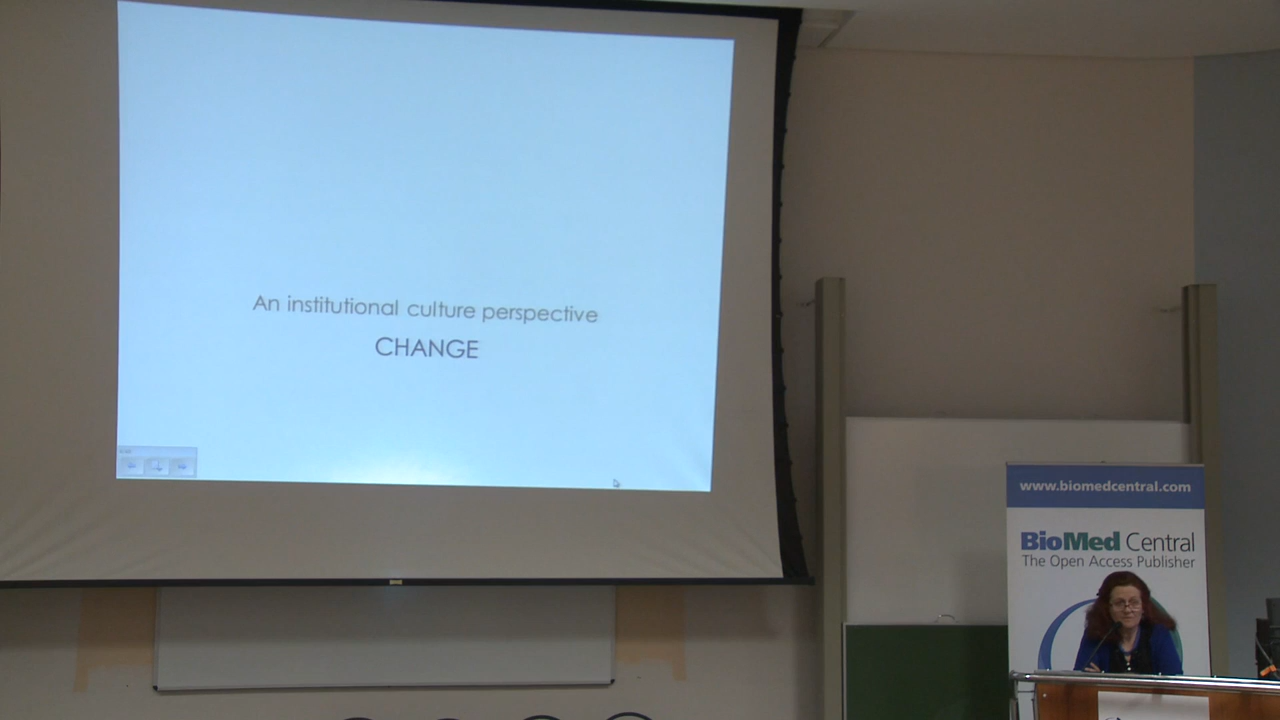 An institutional culture perspective
CHANGE
www.biomedcentral.com
BioMed Central
The Open Access Publisher